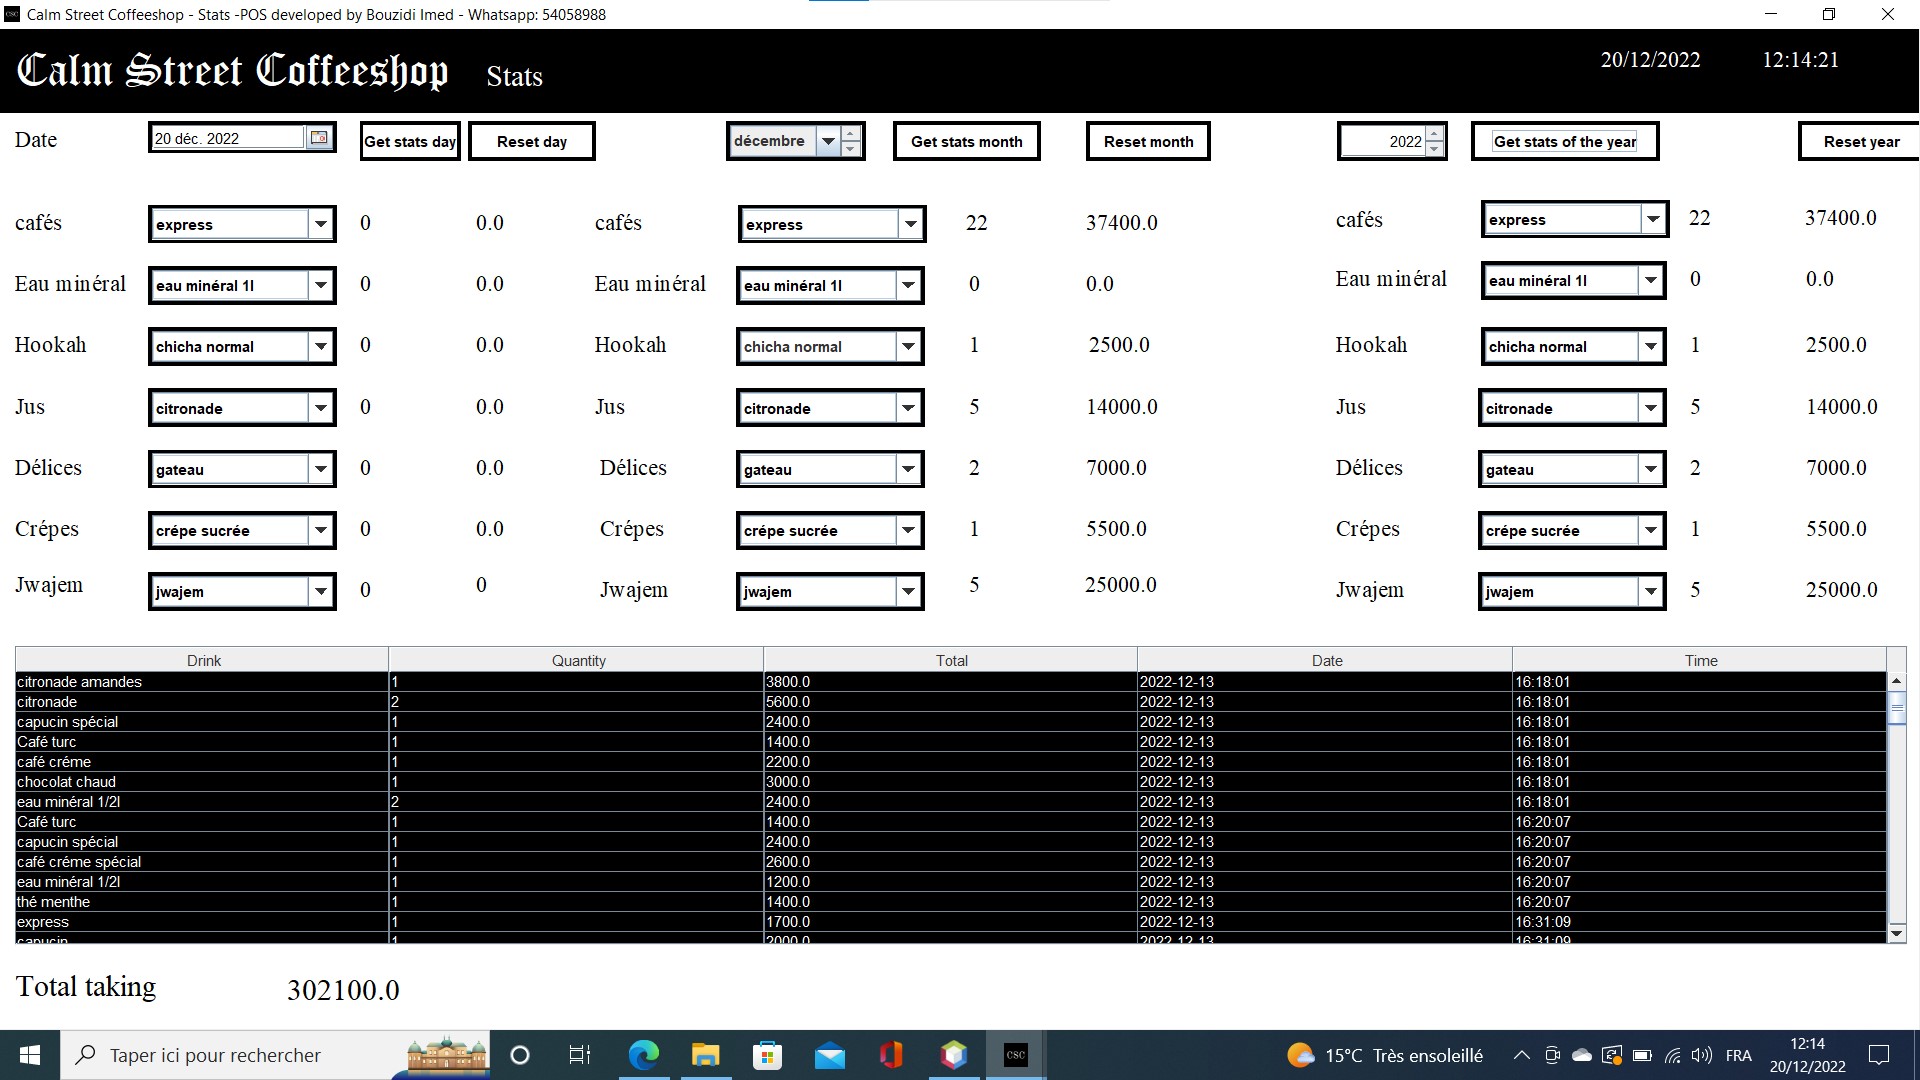 Calm Street Coffeeshop - Stats -POS developed by Bouzidi Imed - Whatsapp: 54058988
Calm Street Coffeeshop Stats 20/12/2022 12:14:21
Date 20 déc. 2022 Get stats day Reset day décembre Get stats month Reset month 2022 Get stats of the year Reset year
cafés express 0 0.0 cafés express 22 37400.0 cafés express 22 37400.0
Eau minéral eau minéral 1l 0 0.0 Eau minéral eau minéral 1l 0 0.0 Eau minéral eau minéral 1l 0 0.0
Hookah chicha normal 0 0.0 Hookah chicha normal 1 2500.0 Hookah chicha normal 1 2500.0
Jus citronade 0 0.0 Jus citronade 5 14000.0 Jus citronade 5 14000.0
Délices gateau 0 0.0 Délices gateau 2 7000.0 Délices gateau 2 7000.0
Crépes crépe sucrée 0 0.0 Crépes crépe sucrée 1 5500.0 Crépes crépe sucrée 1 5500.0
Jwajem jwajem 0 0 Jwajem jwajem 5 25000.0 Jwajem jwajem 5 25000.0
Drink Quantity Total Date Time
citronade amandes 1 3800.0 2022-12-13 16:18:01
citronade 2 5600.0 2022-12-13 16:18:01
capucin spécial 1 2400.0 2022-12-13 16:18:01
Café turc 1 1400.0 2022-12-13 16:18:01
café créme 1 2200.0 2022-12-13 16:18:01
chocolat chaud 1 3000.0 2022-12-13 16:18:01
eau minéral 1/2l 2 2400.0 2022-12-13 16:18:01
Café turc 1 1400.0 2022-12-13 16:20:07
capucin spécial 1 2400.0 2022-12-13 16:20:07
café créme spécial 1 2600.0 2022-12-13 16:20:07
eau minéral 1/2l 1 1200.0 2022-12-13 16:20:07
thé menthe 1 1400.0 2022-12-13 16:20:07
express 1 1700.0 2022-12-13 16:31:09
capucin 1 2000.0 2022-12-13 16:31:09
Total taking 302100.0
Taper ici pour rechercher CSC 15°C Très ensoleillé FRA 12:14
20/12/2022